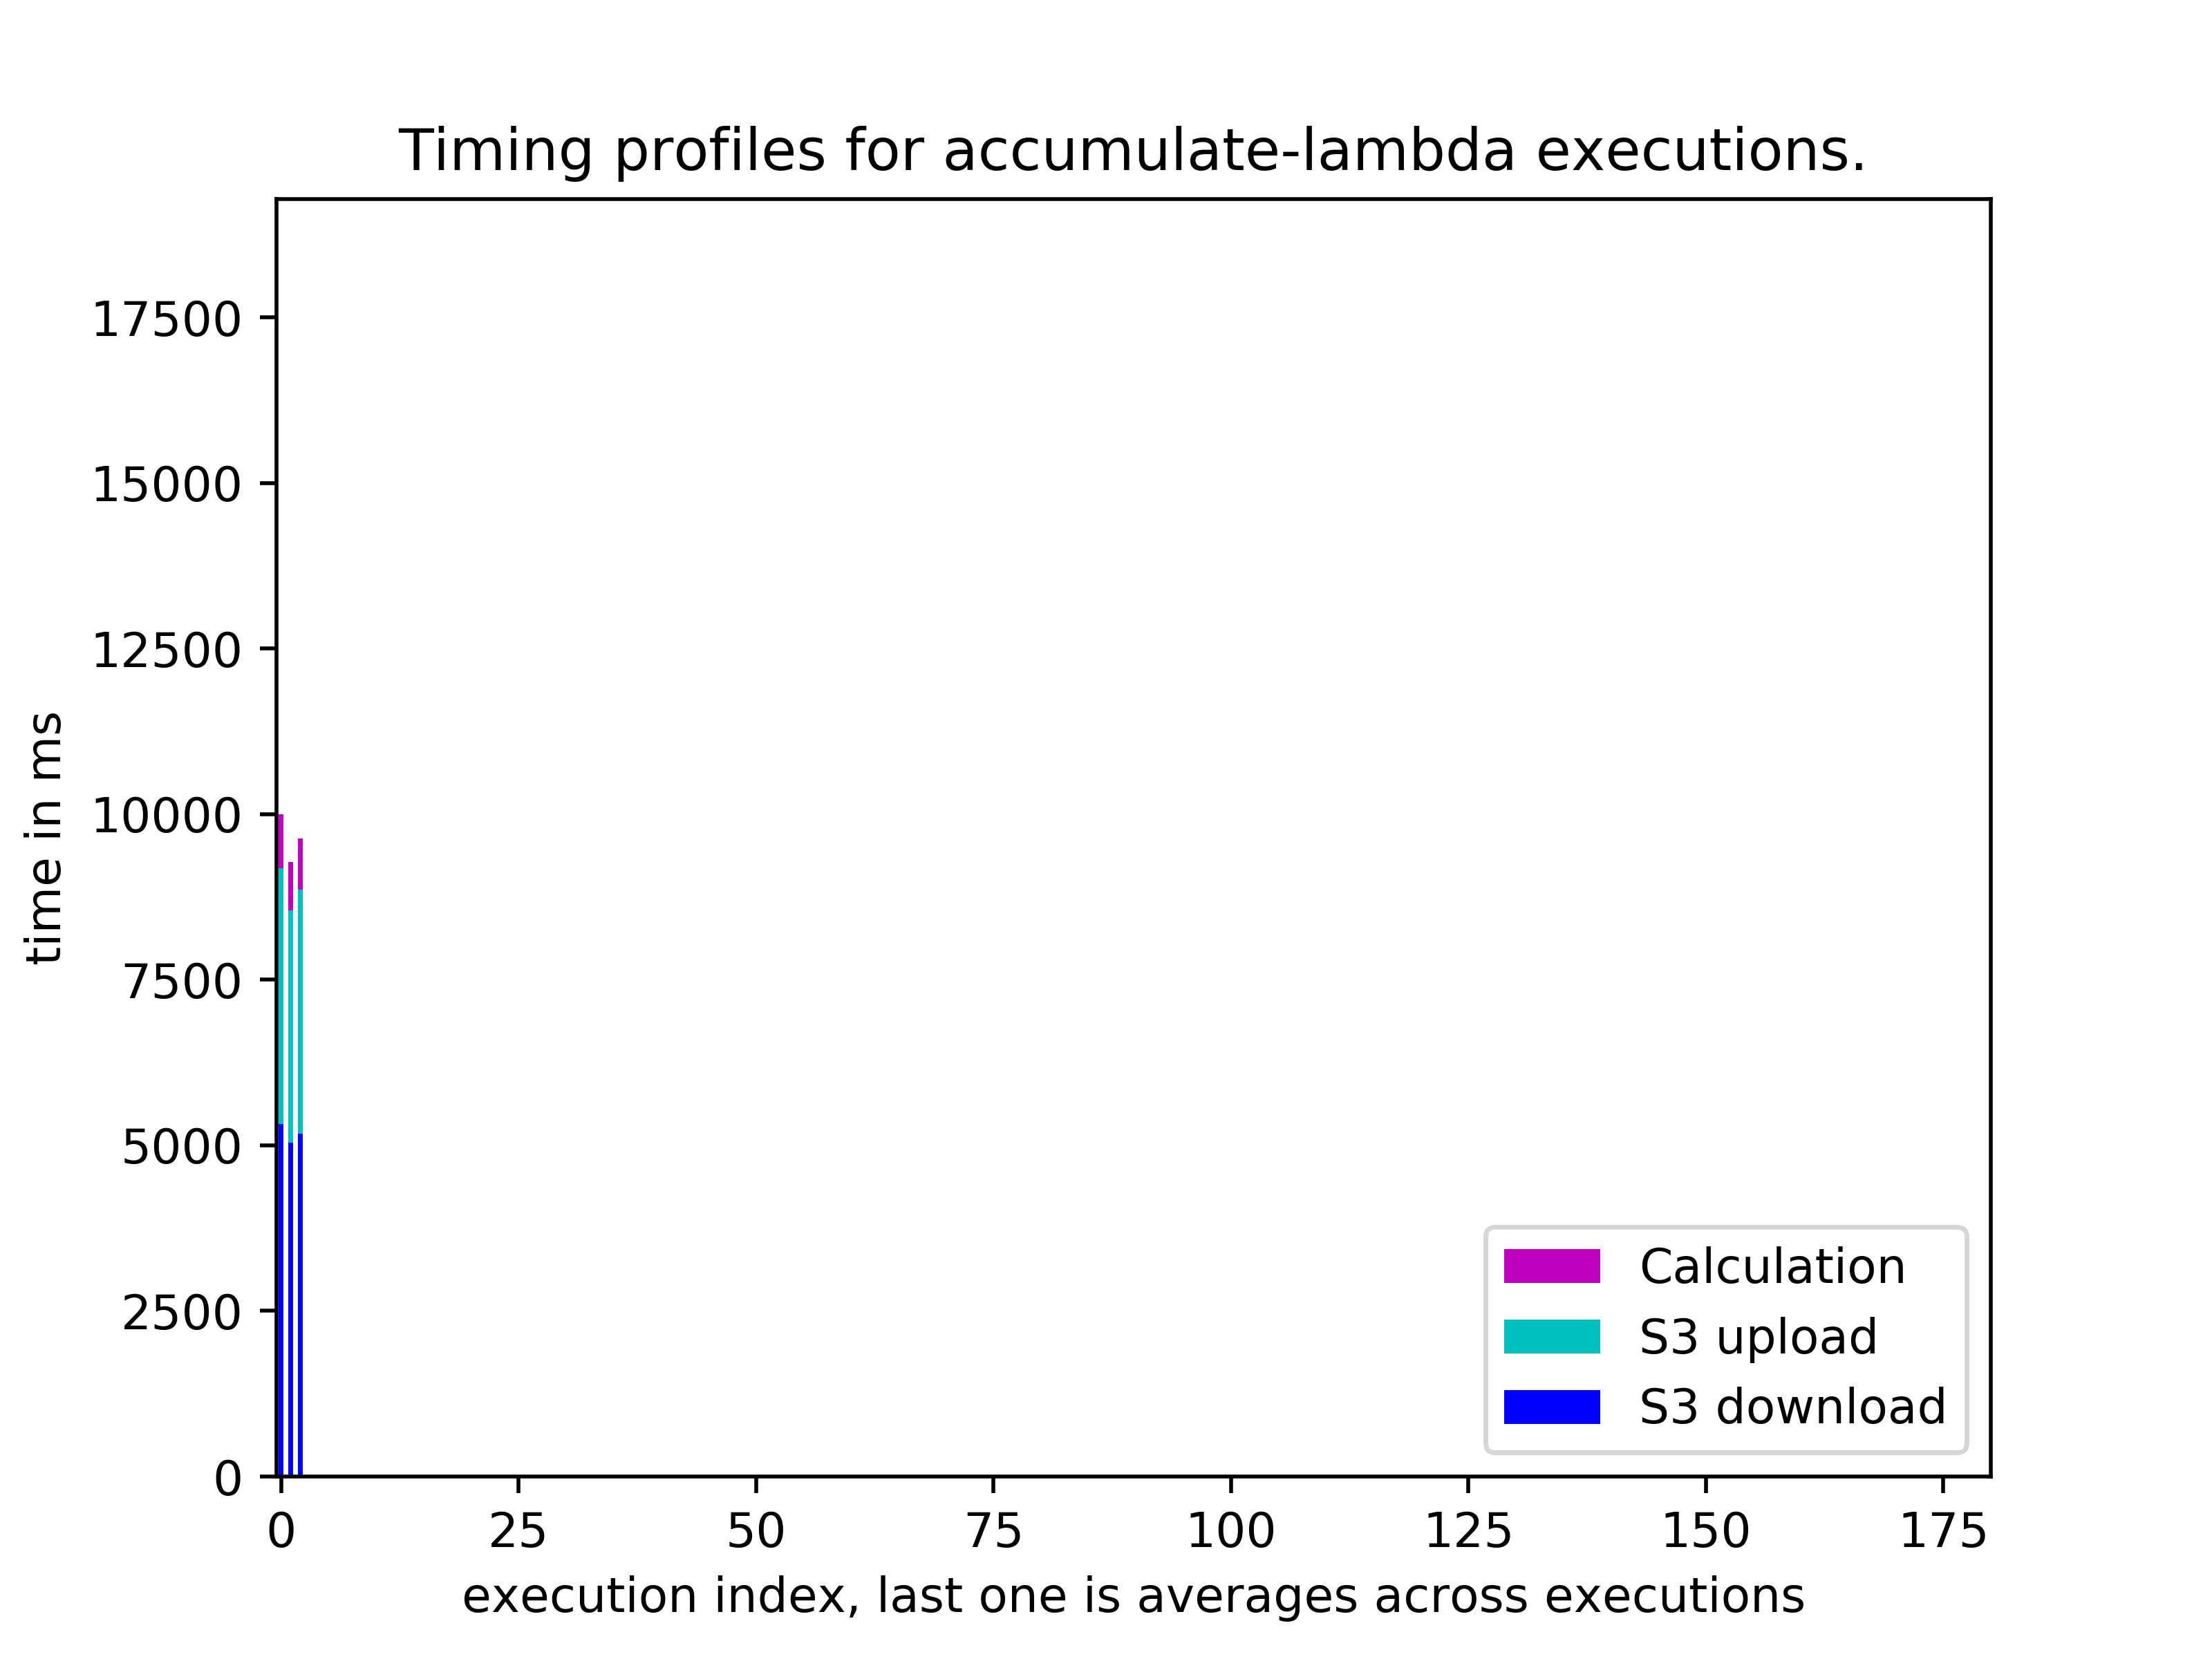 Timing profiles for accumulate-lambda executions.
17500
15000
12500
10000
7500
5000
2500
0
time in ms
Calculation
S3 upload
S3 download
0 25 50 75 100 125 150 175
execution index, last one is averages across executions